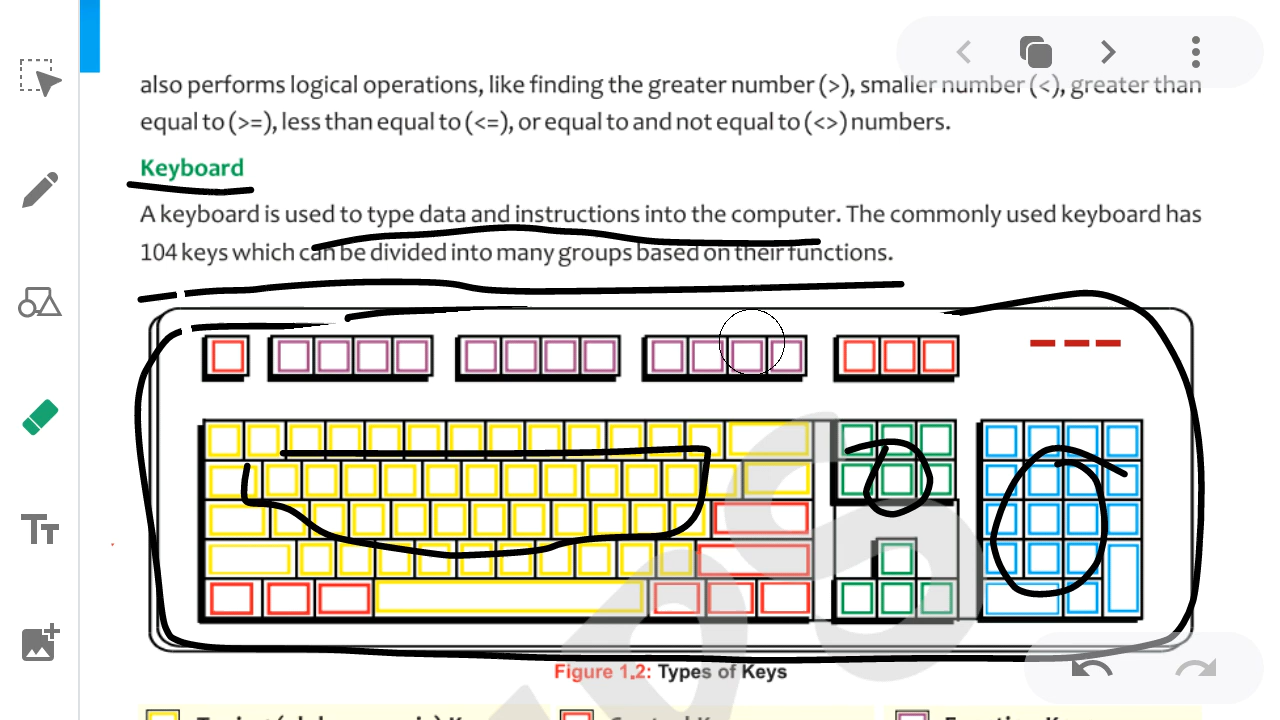 also performs logical operations, like finding the greater number (>), smaller number (<), greater than
equal to (>=), less than equal to (<=), or equal to and not equal to (<>) numbers.
Keyboard
A keyboard is used to type data and instructions into the computer. The commonly used keyboard has
104 keys which can be divided into many groups based on their functions.
Figure 1.2: Types of Keys